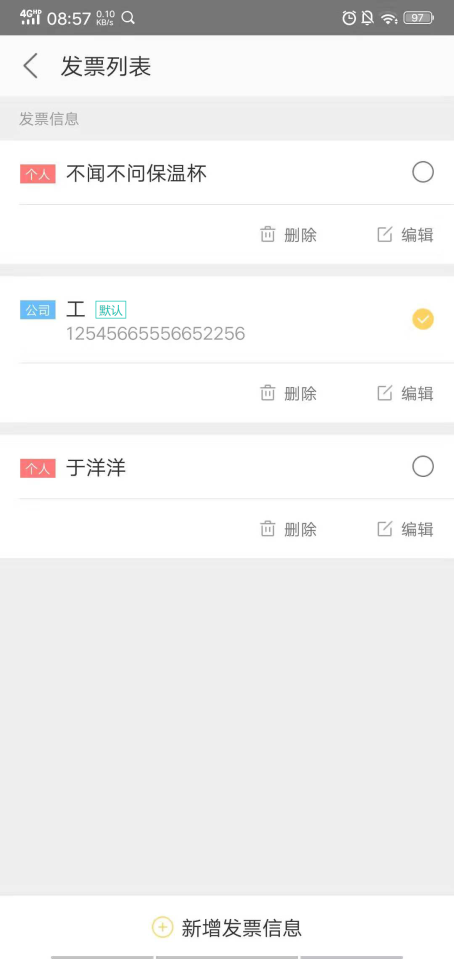 4G HD 08:57 0.10 KB/s 97
发票列表
发票信息
个人 不闻不问保温杯
删除 编辑
公司 工 默认
12545665556652256
删除 编辑
个人 于洋洋
删除 编辑
新增发票信息